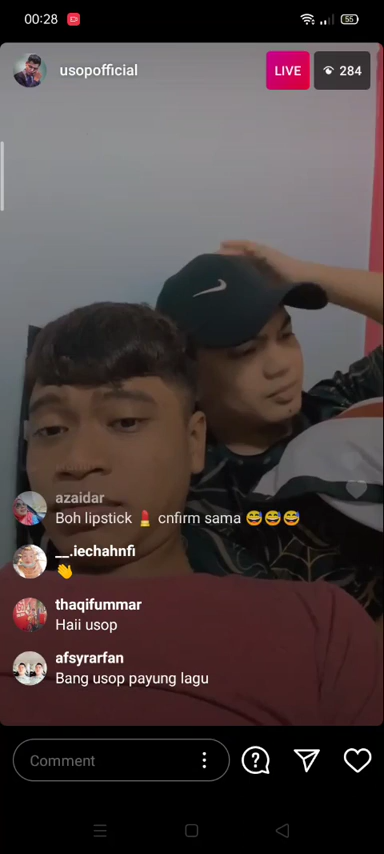 00:28
55
usopofficial
LIVE
284
azaidar
Boh lipstick 💄 cnfirm sama 😅😅😅
__.iechahnfi
👏
thaqifummar
Haii usop
afsyrarfan
Bang usop payung lagu
Comment